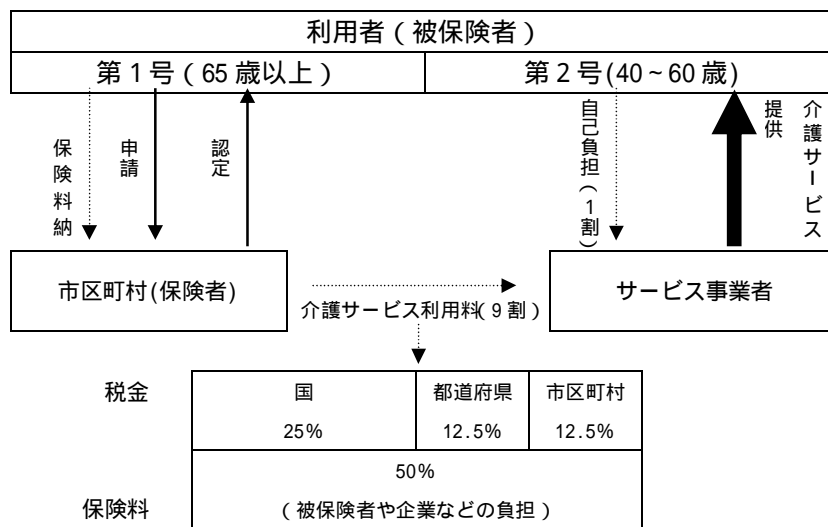 利用者(被保険者)
第1号(65歳以上)
第2号(40~60歳)
保険料納
申請
認定
自己負担(1割)
提供
介護サービス
市区町村(保険者)
介護サービス利用料(9割)
サービス事業者
税金
国
都道府県
市区町村
25%
12.5%
12.5%
50%
保険料
(被保険者や企業などの負担)